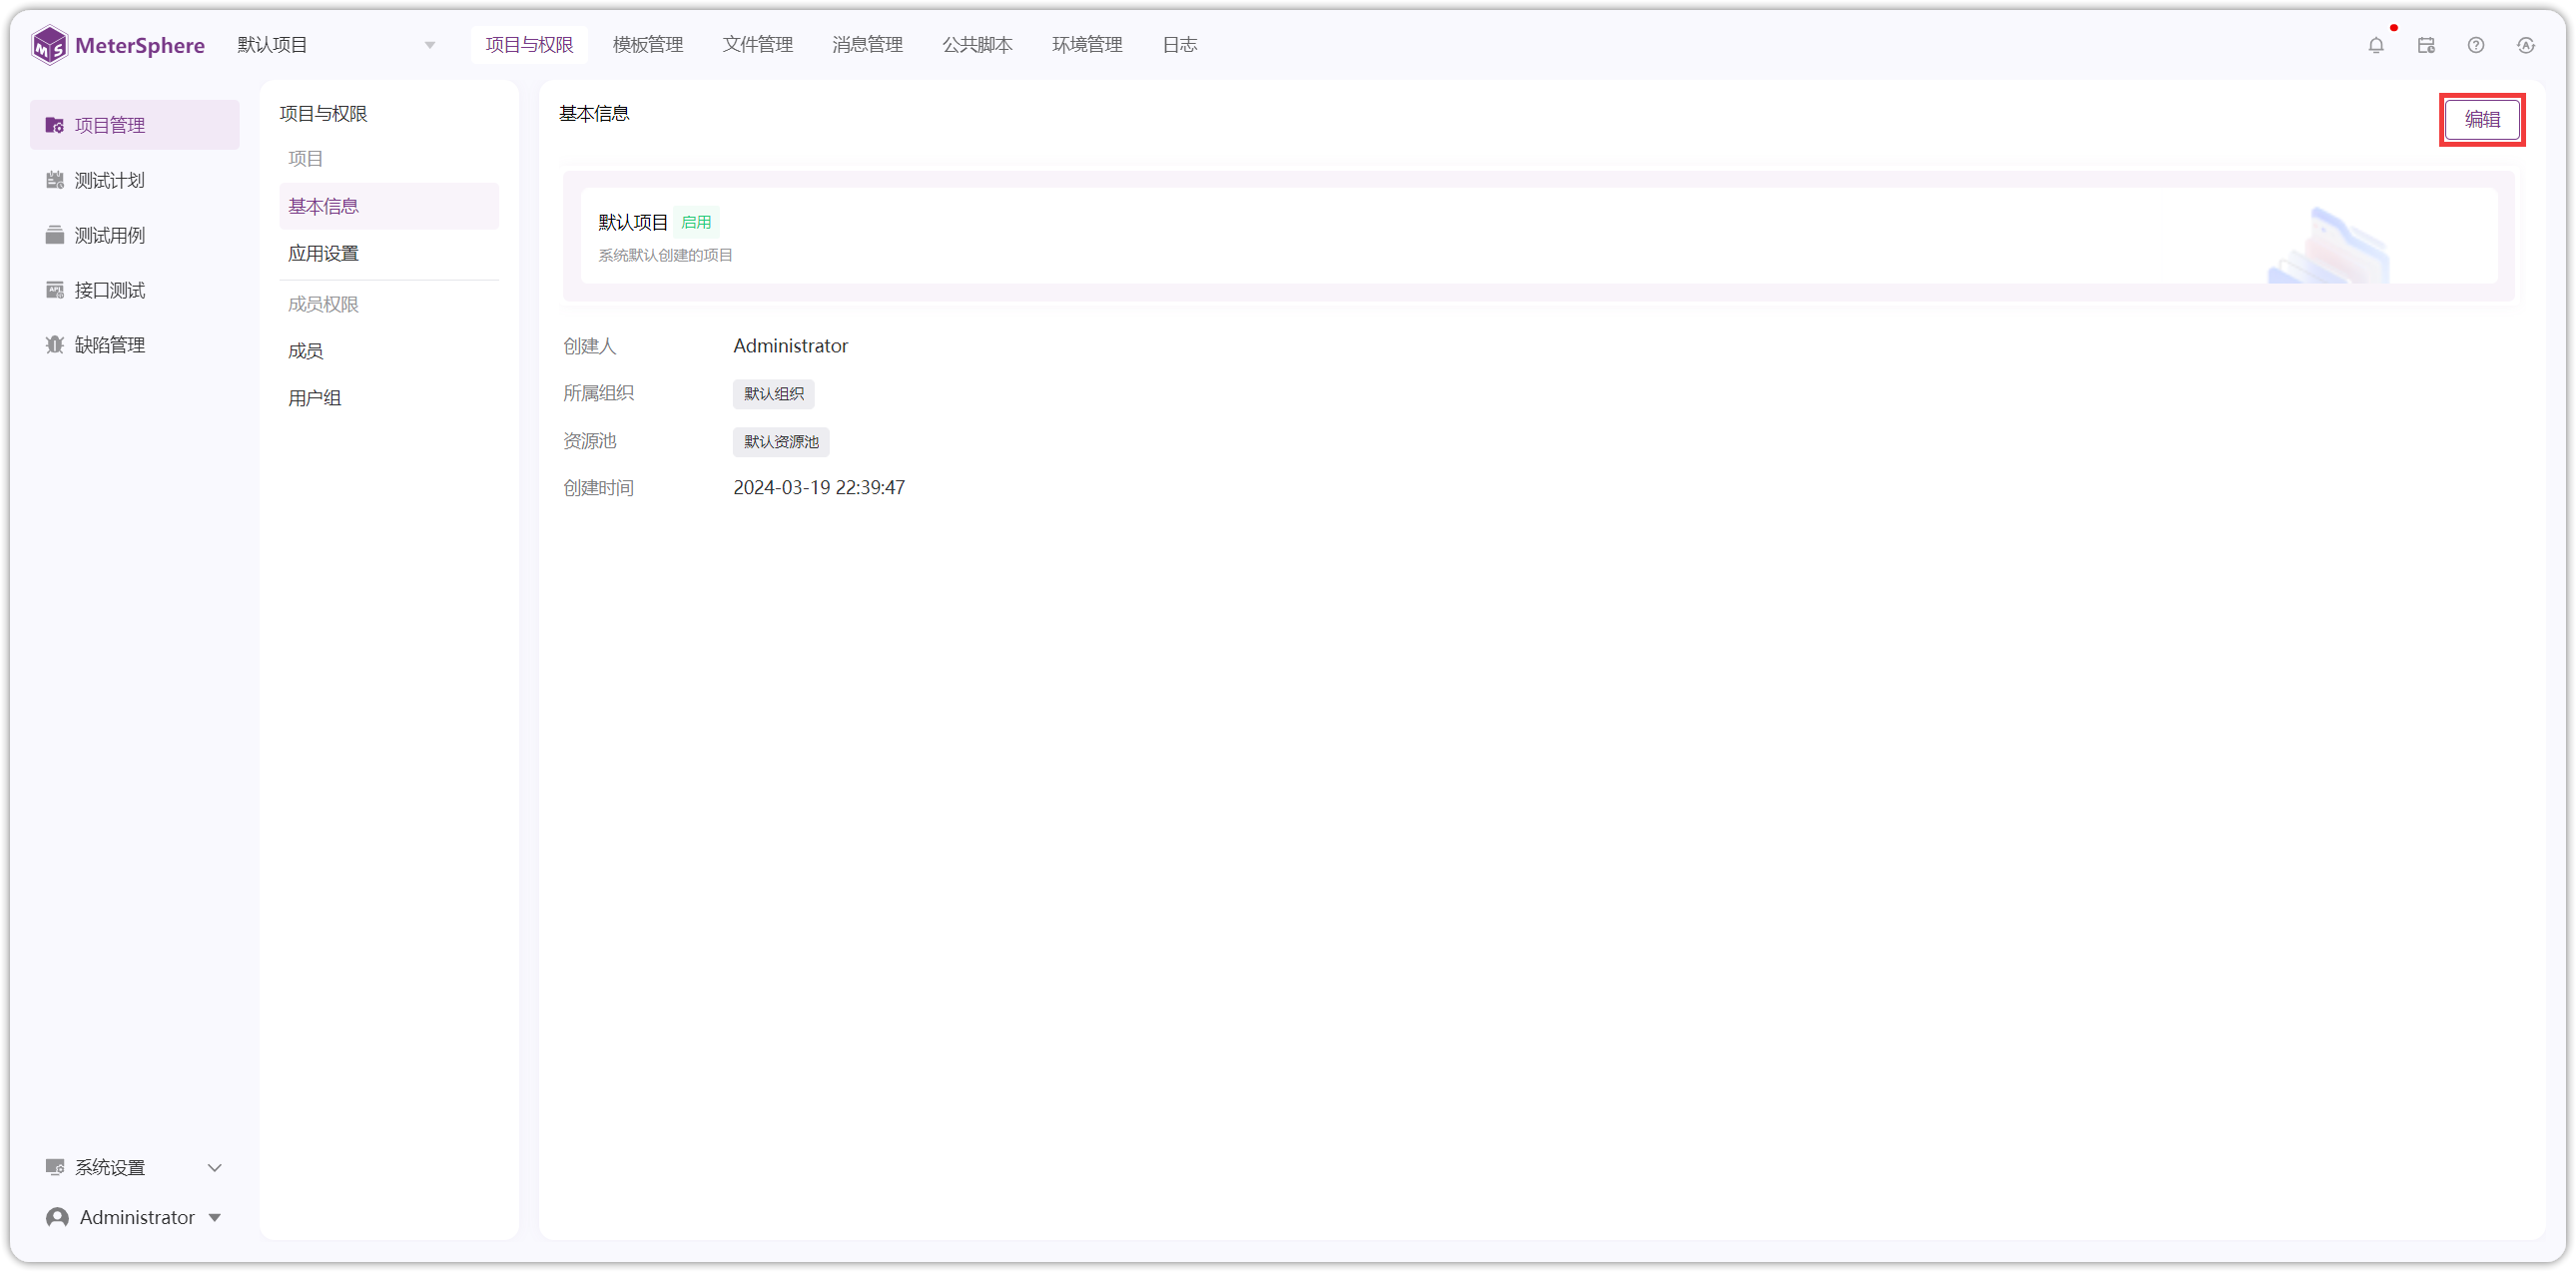 MeterSphere
默认项目
项目与权限
模板管理
文件管理
消息管理
公共脚本
环境管理
日志
项目管理
测试计划
测试用例
接口测试
缺陷管理
系统设置
Administrator
项目与权限
项目
基本信息
应用设置
成员权限
成员
用户组
基本信息
编辑
默认项目 启用
系统默认创建的项目
创建人 Administrator
所属组织 默认组织
资源池 默认资源池
创建时间 2024-03-19 22:39:47